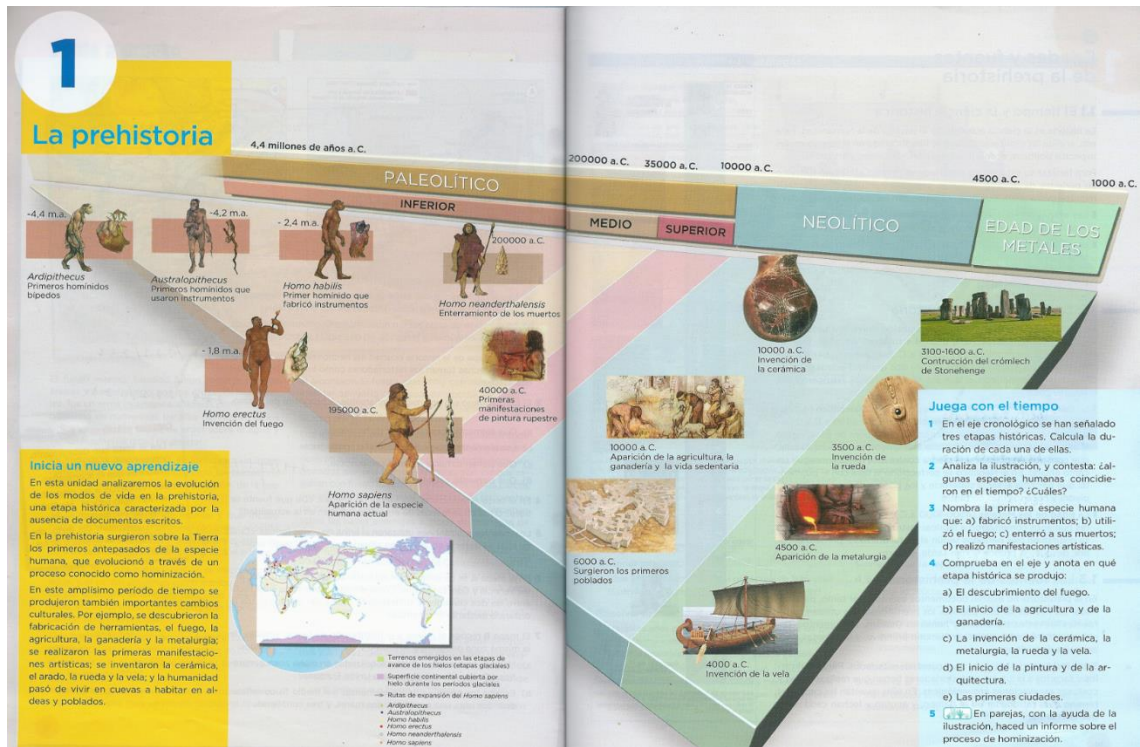 1
La prehistoria
4,4 millones de años a. C.
200000 a. C.
35000 a. C.
10000 a. C.
4500 a. C.
1000 a. C.
PALEOLÍTICO
INFERIOR
MEDIO
SUPERIOR
NEOLÍTICO
EDAD DE LOS
METALES
-4,4 m.a.
Ardipithecus
Primeros homínidos
bípedos
-4,2 m.a.
Australopithecus
Primeros homínidos que
usaron instrumentos
- 2,4 m.a.
Homo habilis
Primer homínido que
fabricó instrumentos
200000 a. C.
Homo neanderthalensis
Enterramiento de los muertos
- 1,8 m.a.
Homo erectus
Invención del fuego
195000 a. C.
Homo sapiens
Aparición de la especie
humana actual
40000 a. C.
Primeras
manifestaciones
de pintura rupestre
10000 a. C.
Invención de
la cerámica
3100-1600 a. C.
Contrucción del crómlech
de Stonehenge
10000 a. C.
Aparición de la agricultura, la
ganadería y la vida sedentaria
3500 a. C.
Invención de
la rueda
6000 a. C.
Surgieron los primeros
poblados
4500 a. C.
Aparición de la metalurgia
4000 a. C.
Invención de la vela
Inicia un nuevo aprendizaje
En esta unidad analizaremos la evolución
de los modos de vida en la prehistoria,
una etapa histórica caracterizada por la
ausencia de documentos escritos.
En la prehistoria surgieron sobre la Tierra
los primeros antepasados de la especie
humana, que evolucionó a través de un
proceso conocido como hominización.
En este amplísimo período de tiempo se
produjeron también importantes cambios
culturales. Por ejemplo, se descubrieron la
fabricación de herramientas, el fuego, la
agricultura, la ganadería y la metalurgia;
se realizaron las primeras manifestacio-
nes artísticas; se inventaron la cerámica,
el arado, la rueda y la vela; y la humanidad
pasó de vivir en cuevas a habitar en al-
deas y poblados.
Terrenos emergidos en las etapas de
avance de los hielos (etapas glaciales)
Superficie continental cubierta por
hielo durante los períodos glaciales
Rutas de expansión del Homo sapiens
Ardipithecus
Australopithecus
Homo habilis
Homo erectus
Homo neanderthalensis
Homo sapiens
Juega con el tiempo
1 En el eje cronológico se han señalado
tres etapas históricas. Calcula la du-
ración de cada una de ellas.
2 Analiza la ilustración, y contesta: ¿al-
gunas especies humanas coincidie-
ron en el tiempo? ¿Cuáles?
3 Nombra la primera especie humana
que: a) fabricó instrumentos; b) utili-
zó el fuego; c) enterró a sus muertos;
d) realizó manifestaciones artísticas.
4 Comprueba en el eje y anota en qué
etapa histórica se produjo:
a) El descubrimiento del fuego.
b) El inicio de la agricultura y de la
ganadería.
c) La invención de la cerámica, la
metalurgia, la rueda y la vela.
d) El inicio de la pintura y de la ar-
quitectura.
e) Las primeras ciudades.
5 En parejas, con la ayuda de la
ilustración, haced un informe sobre el
proceso de hominización.